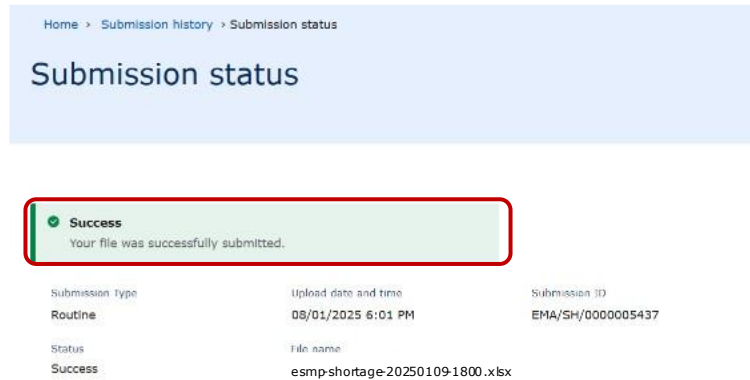 Home › Submission history › Submission status
Submission status
Success
Your file was successfully submitted.
Submission Type Upload date and time Submission ID
Routine 08/01/2025 6:01 PM EMA/SH/0000005437
Status File name
Success esmp-shortage-20250109-1800.xlsx